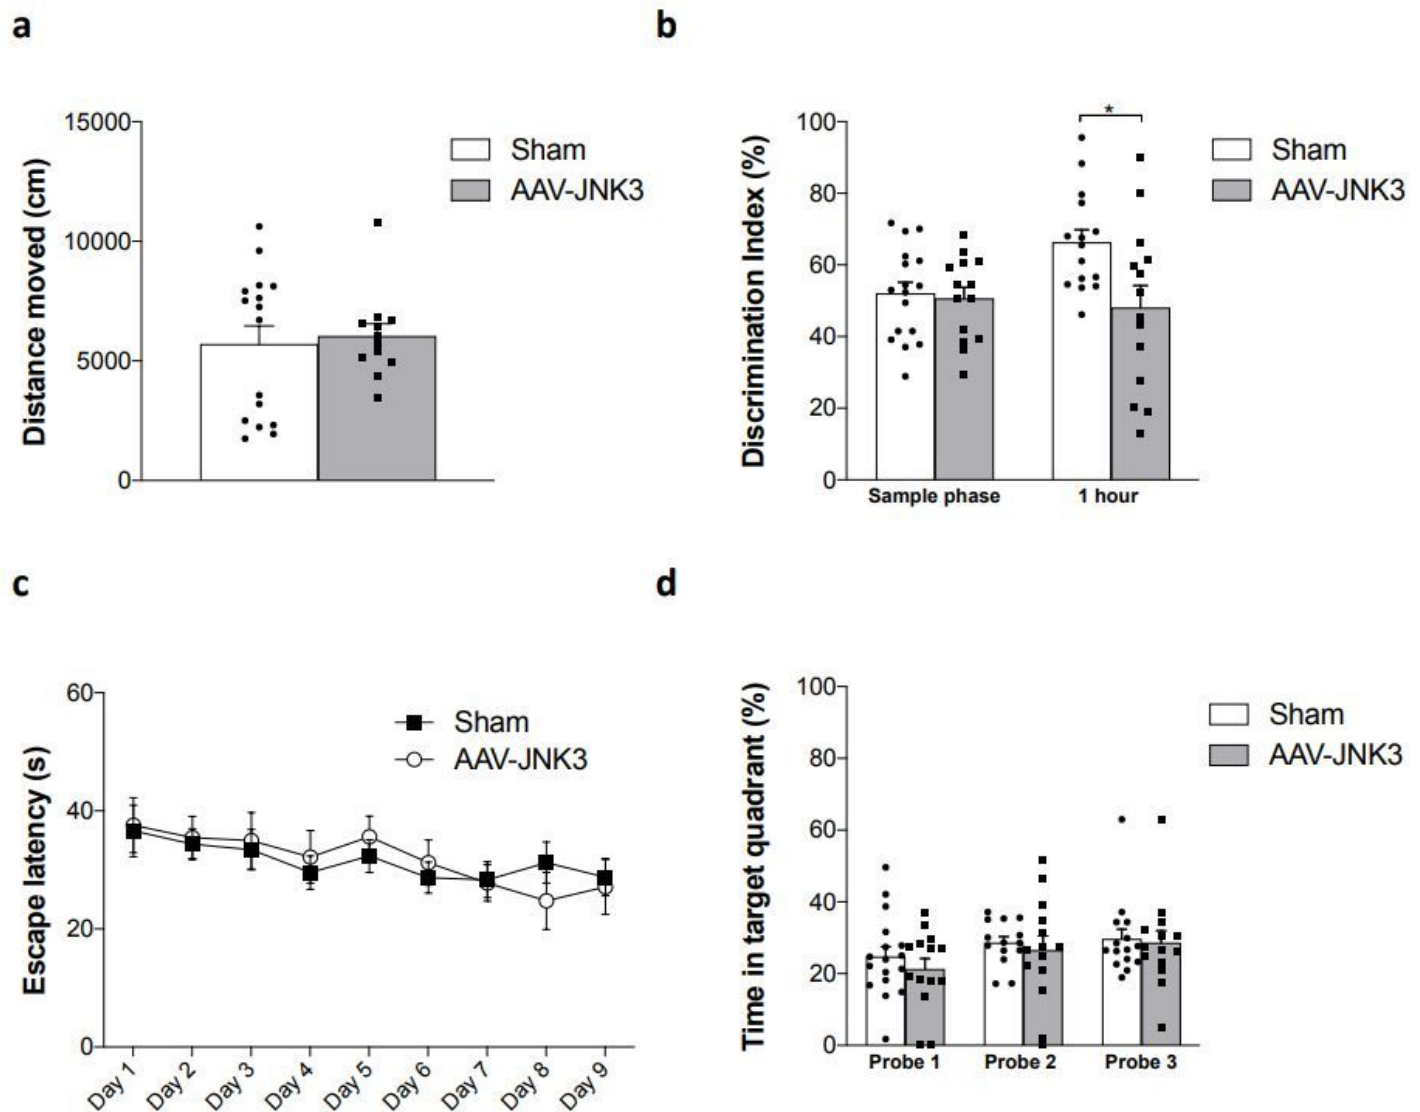 a
Distance moved (cm)
15000
10000
5000
0
Sham
AAV-JNK3
b
Discrimination Index (%)
100
80
60
40
20
0
*
Sample phase
1 hour
Sham
AAV-JNK3
c
Escape latency (s)
60
40
20
0
Sham
AAV-JNK3
Day 1
Day 2
Day 3
Day 4
Day 5
Day 6
Day 7
Day 8
Day 9
d
Time in target quadrant (%)
100
80
60
40
20
0
Probe 1
Probe 2
Probe 3
Sham
AAV-JNK3